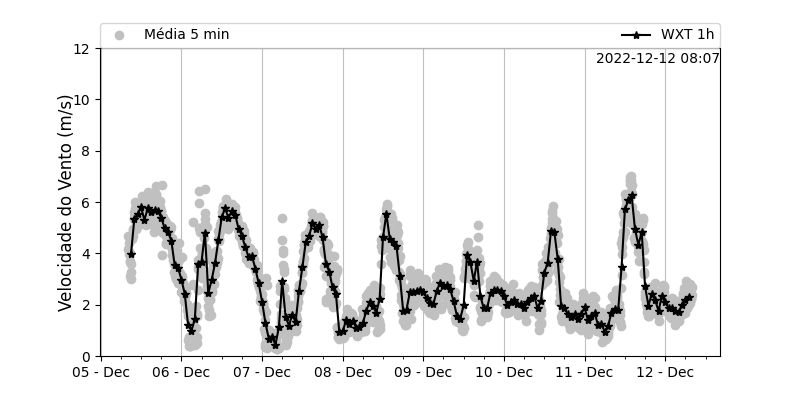 Média 5 min
WXT 1h
2022-12-12 08:07
Velocidade do Vento (m/s)
12
10
8
6
4
2
0
05 - Dec 06 - Dec 07 - Dec 08 - Dec 09 - Dec 10 - Dec 11 - Dec 12 - Dec